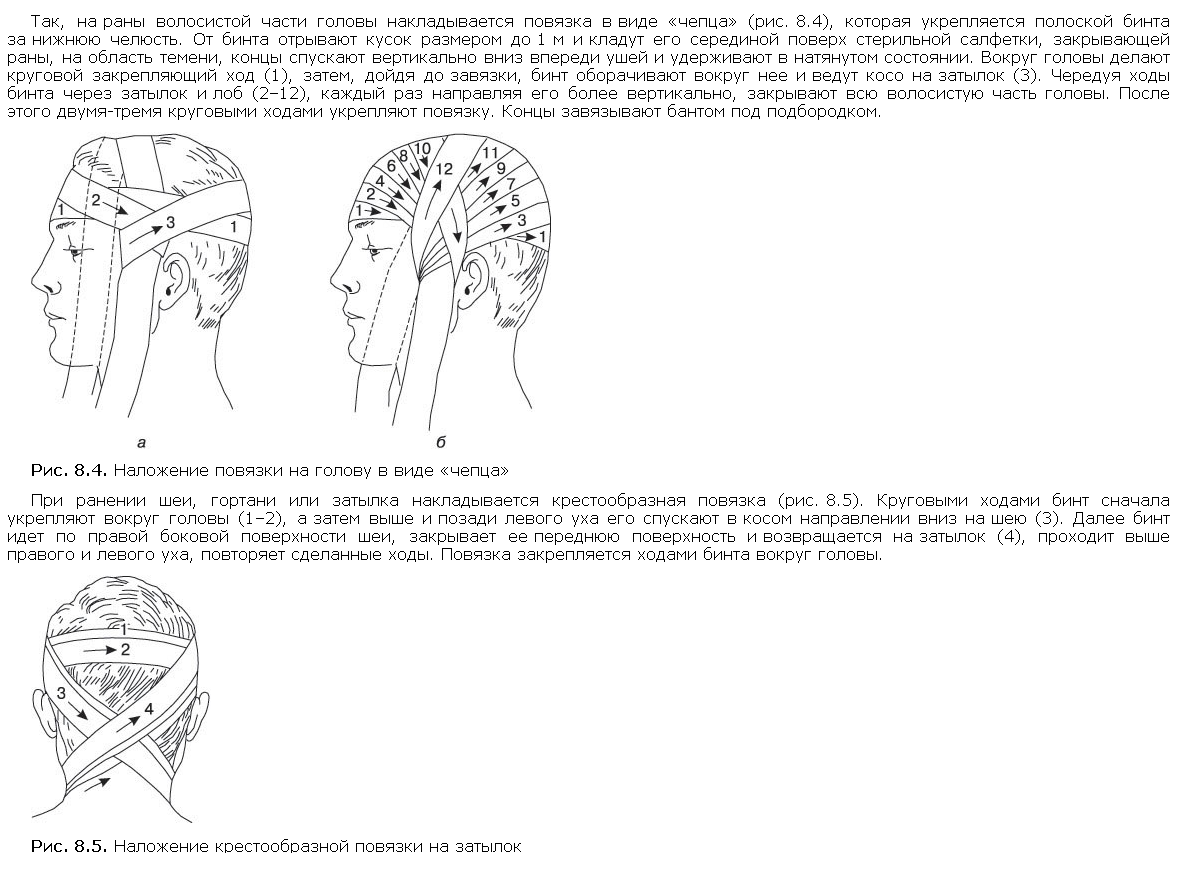 Так, на раны волосистой части головы накладывается повязка в виде «чепца» (рис. 8.4), которая укрепляется полоской бинта
за нижнюю челюсть. От бинта отрывают кусок размером до 1 м и кладут его серединой поверх стерильной салфетки, закрывающей
раны, на область темени, концы спускают вертикально вниз впереди ушей и удерживают в натянутом состоянии. Вокруг головы делают
круговой закрепляющий ход (1), затем, дойдя до завязки, бинт оборачивают вокруг нее и ведут косо на затылок (3). Чередуя ходы
бинта через затылок и лоб (2–12), каждый раз направляя его более вертикально, закрывают всю волосистую часть головы. После
этого двумя-тремя круговыми ходами укрепляют повязку. Концы завязывают бантом под подбородком.
1
2
3
1
1
2
4
6
8
10
12
11
9
7
5
3
1
а
б
Рис. 8.4. Наложение повязки на голову в виде «чепца»
При ранении шеи, гортани или затылка накладывается крестообразная повязка (рис. 8.5). Круговыми ходами бинт сначала
укрепляют вокруг головы (1–2), а затем выше и позади левого уха его спускают в косом направлении вниз на шею (3). Далее бинт
идет по правой боковой поверхности шеи, закрывает ее переднюю поверхность и возвращается на затылок (4), проходит выше
правого и левого уха, повторяет сделанные ходы. Повязка закрепляется ходами бинта вокруг головы.
1
2
3
4
Рис. 8.5. Наложение крестообразной повязки на затылок